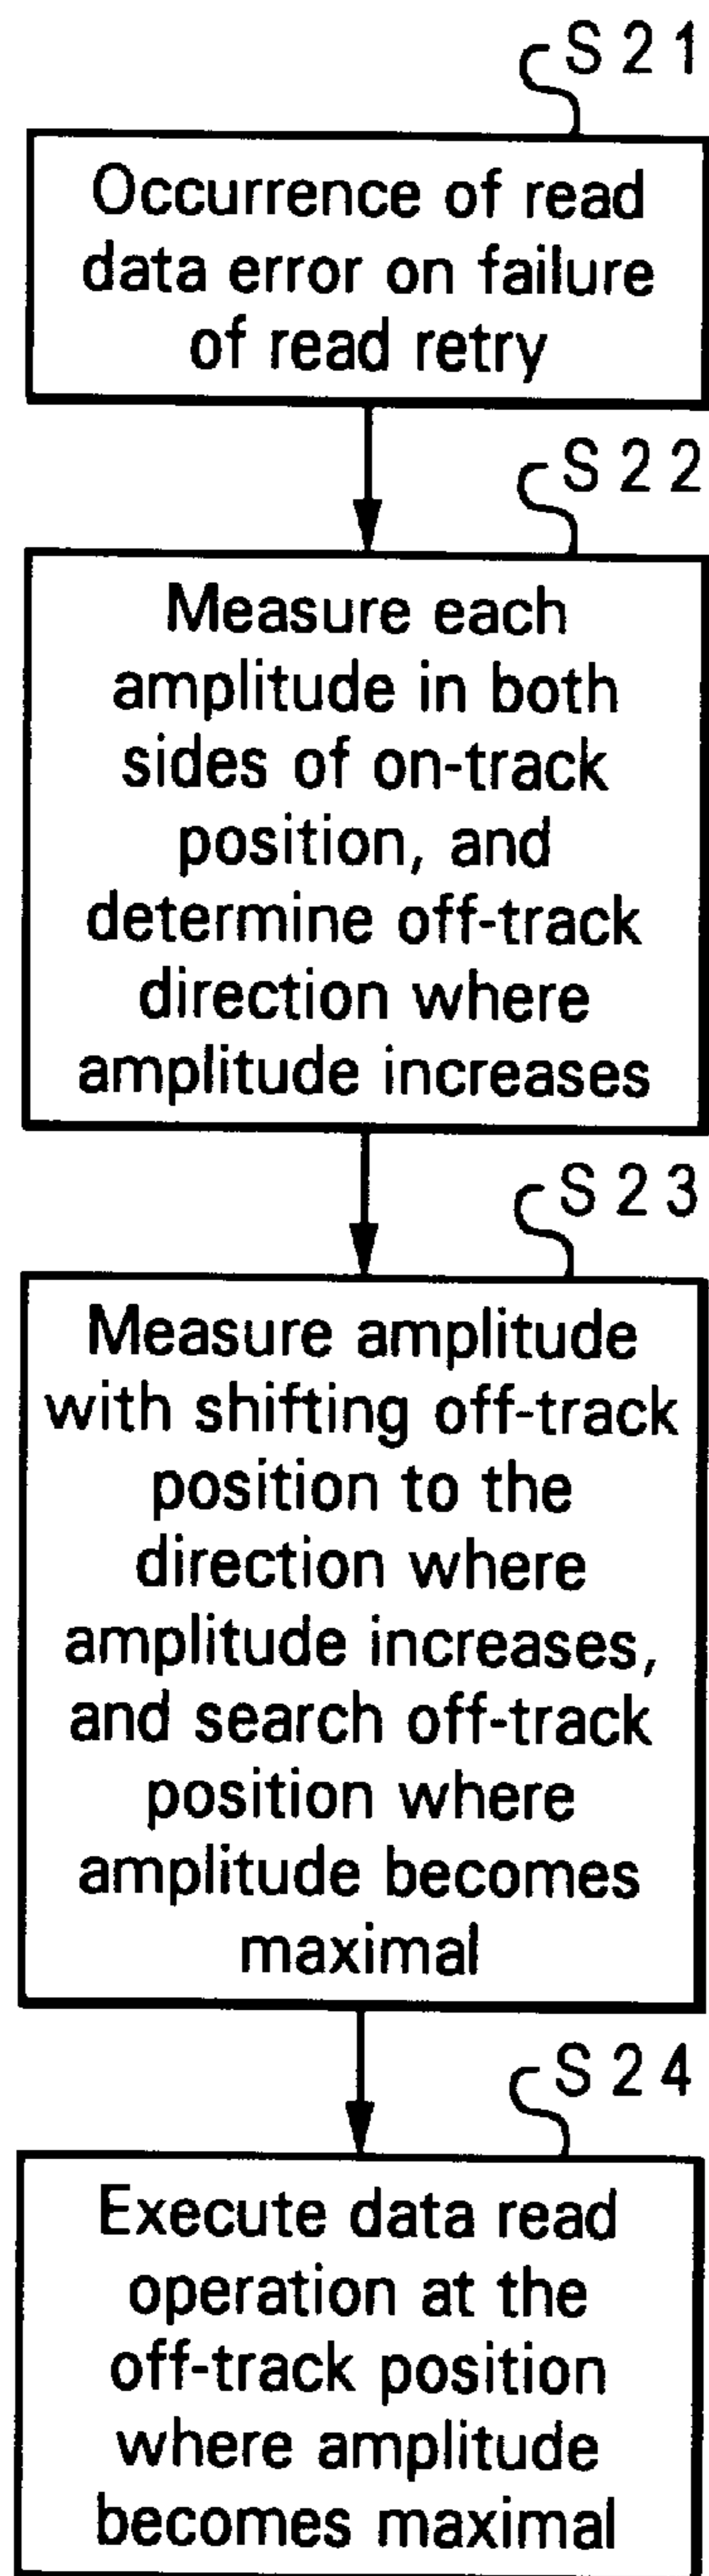 S21
Occurrence of read
data error on failure
of read retry
S22
Measure each
amplitude in both
sides of on-track
position, and
determine off-track
direction where
amplitude increases
S23
Measure amplitude
with shifting off-track
position to the
direction where
amplitude increases,
and search off-track
position where
amplitude becomes
maximal
S24
Execute data read
operation at the
off-track position
where amplitude
becomes maximal